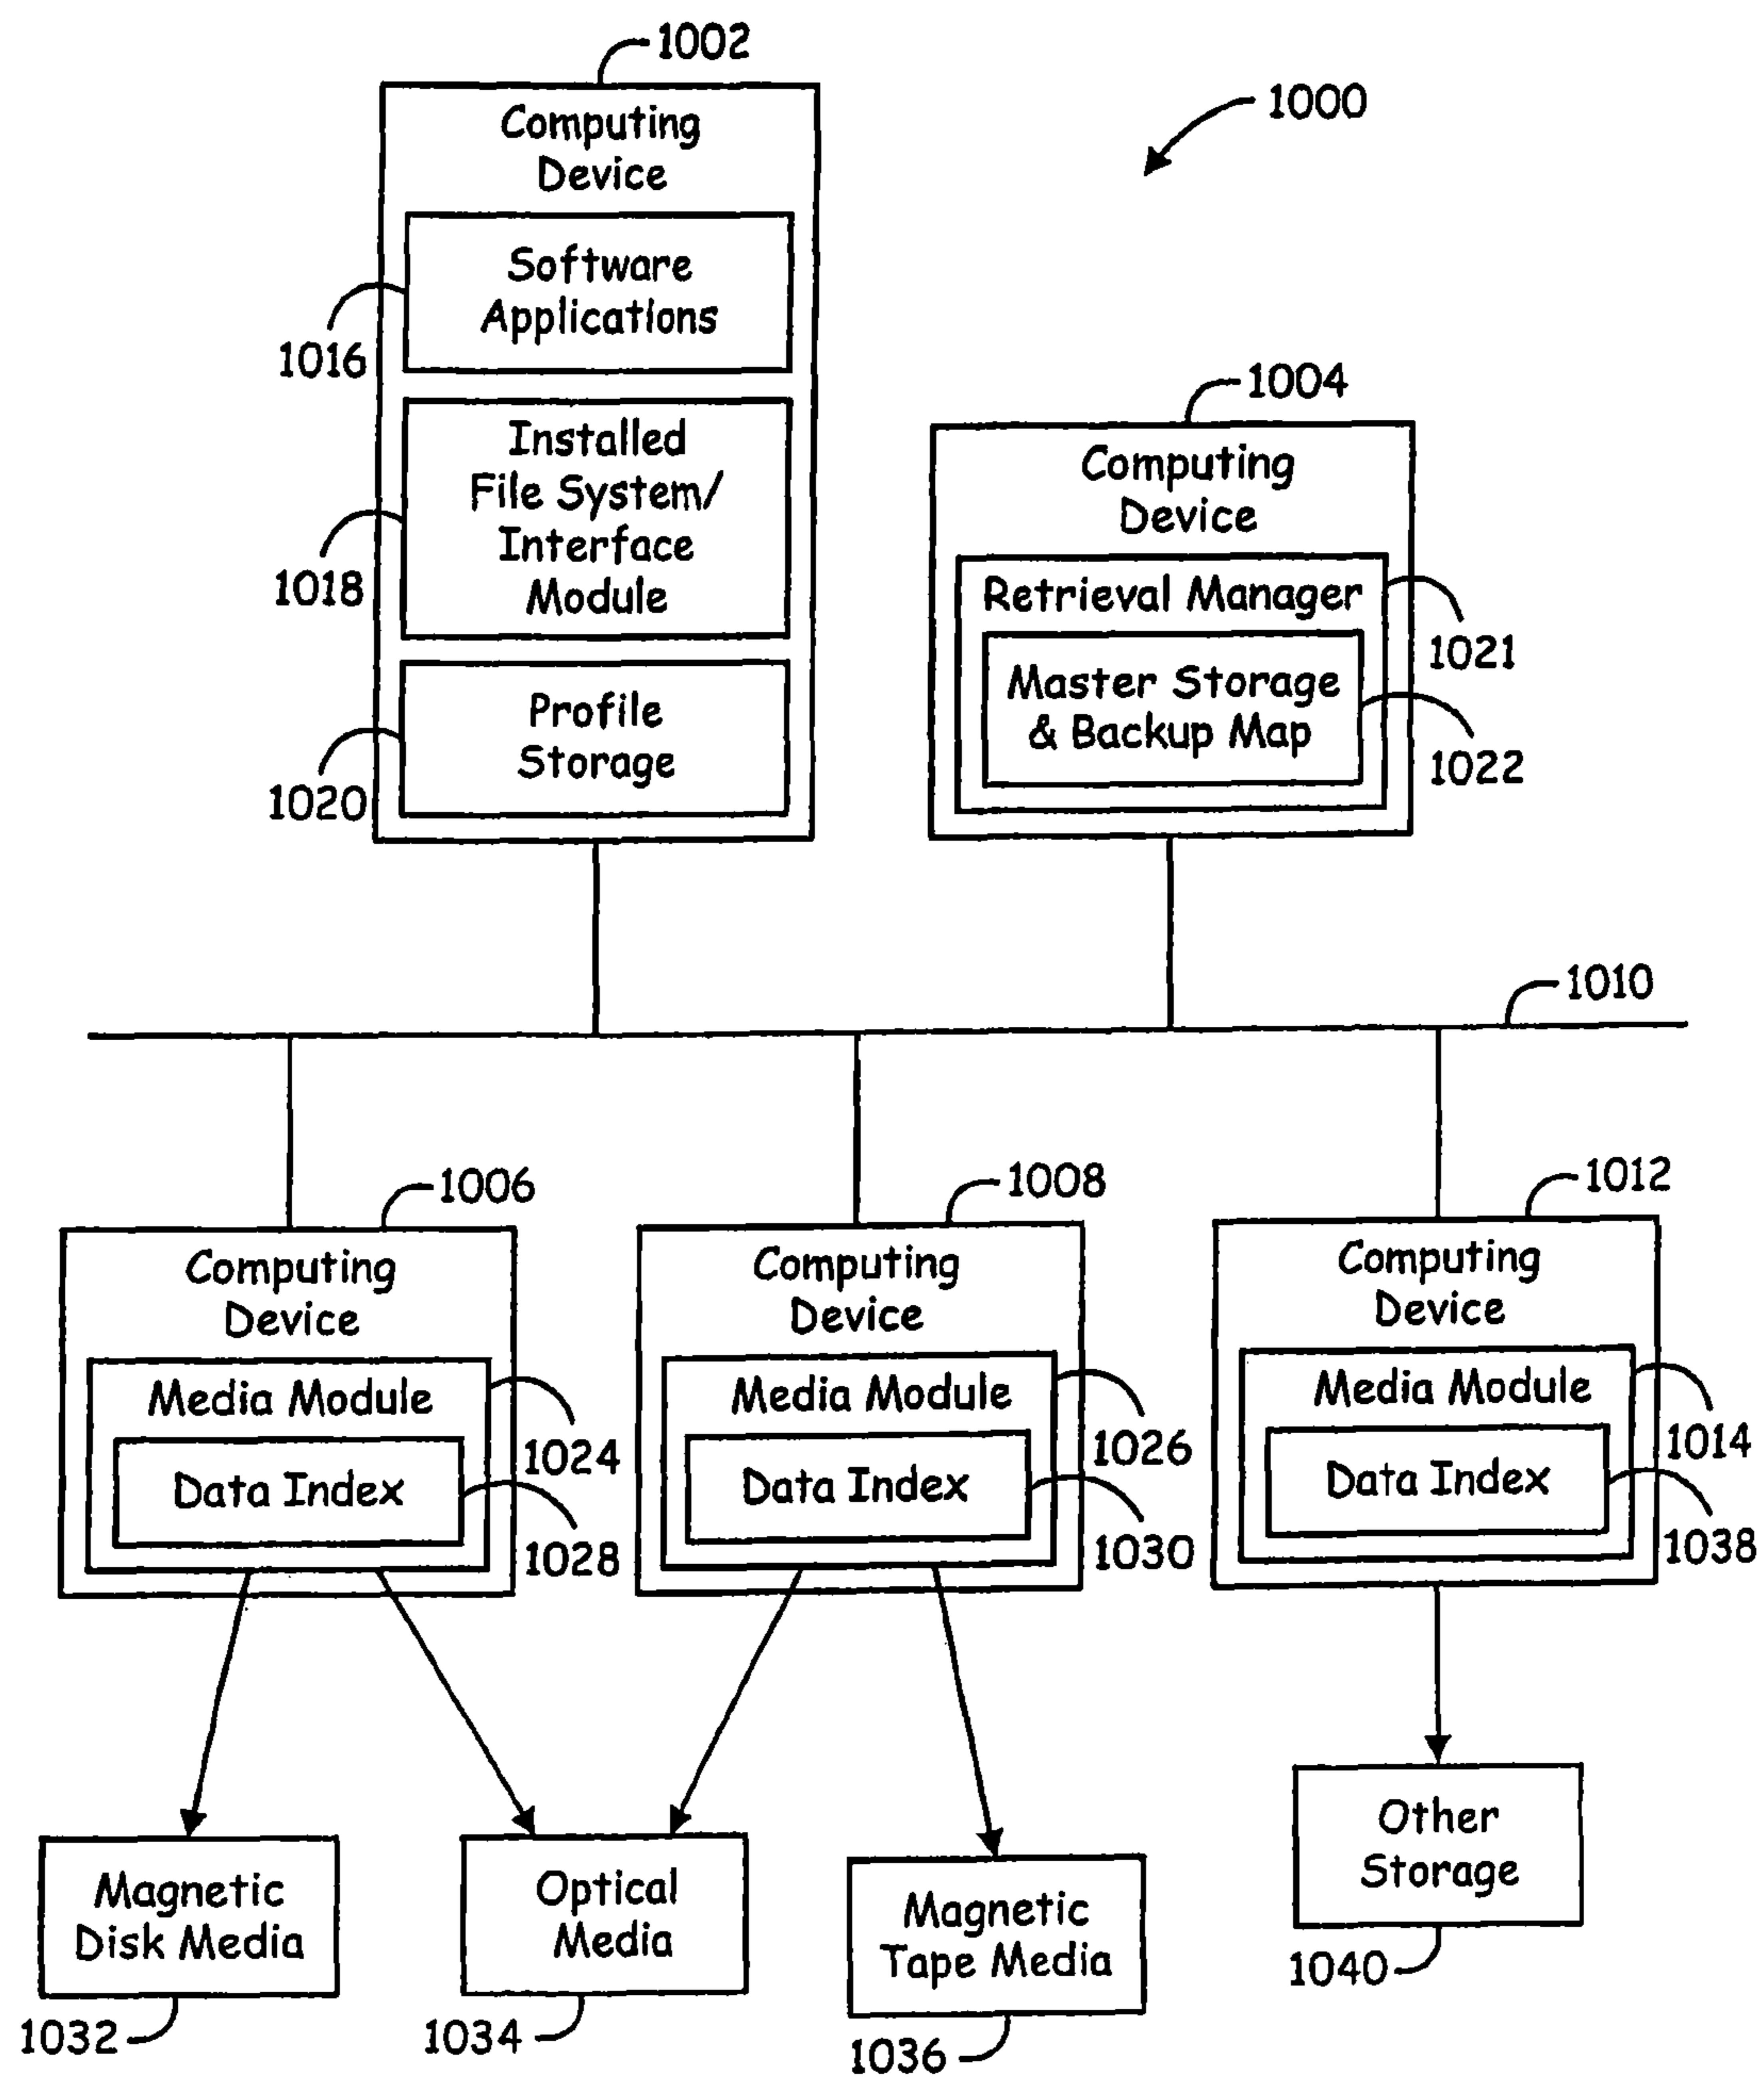 1002
1000
Computing
Device
Software
Applications
1016
Installed
File System/
Interface
Module
1018
Profile
Storage
1020
1004
Computing
Device
Retrieval Manager
1021
Master Storage
& Backup Map
1022
1010
1006
Computing
Device
Media Module
1024
Data Index
1028
1008
Computing
Device
Media Module
1026
Data Index
1030
1012
Computing
Device
Media Module
1014
Data Index
1038
Magnetic
Disk Media
1032
Optical
Media
1034
Magnetic
Tape Media
1036
Other
Storage
1040